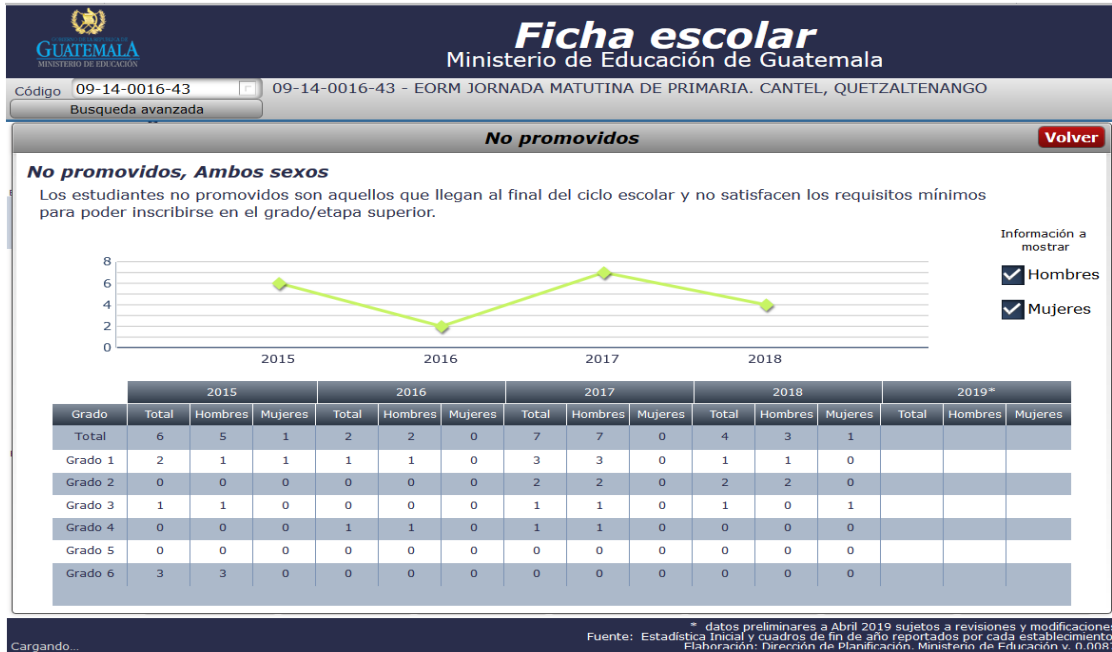 Ficha escolar
Ministerio de Educación de Guatemala
GUATEMALA
MINISTERIO DE EDUCACIÓN
Código 09-14-0016-43 09-14-0016-43 - EORM JORNADA MATUTINA DE PRIMARIA. CANTEL, QUETZALTENANGO
Busqueda avanzada
No promovidos Volver
No promovidos, Ambos sexos
Los estudiantes no promovidos son aquellos que llegan al final del ciclo escolar y no satisfacen los requisitos mínimos
para poder inscribirse en el grado/etapa superior.
Información a
mostrar
Hombres
Mujeres
8
6
4
2
0
2015 2016 2017 2018
2015 2016 2017 2018 2019*
Grado Total Hombres Mujeres Total Hombres Mujeres Total Hombres Mujeres Total Hombres Mujeres Total Hombres Mujeres
Total 6 5 1 2 2 0 7 7 0 4 3 1
Grado 1 2 1 1 1 1 0 3 3 0 1 1 0
Grado 2 0 0 0 0 0 0 2 2 0 2 2 0
Grado 3 1 1 0 0 0 0 1 1 0 1 0 1
Grado 4 0 0 0 1 1 0 1 1 0 0 0 0
Grado 5 0 0 0 0 0 0 0 0 0 0 0 0
Grado 6 3 3 0 0 0 0 0 0 0 0 0 0
* datos preliminares a Abril 2019 sujetos a revisiones y modificaciones
Fuente: Estadística Inicial y cuadros de fin de año reportados por cada establecimiento
Cargando... Elaboración: Dirección de Planificación. Ministerio de Educación v. 0.008